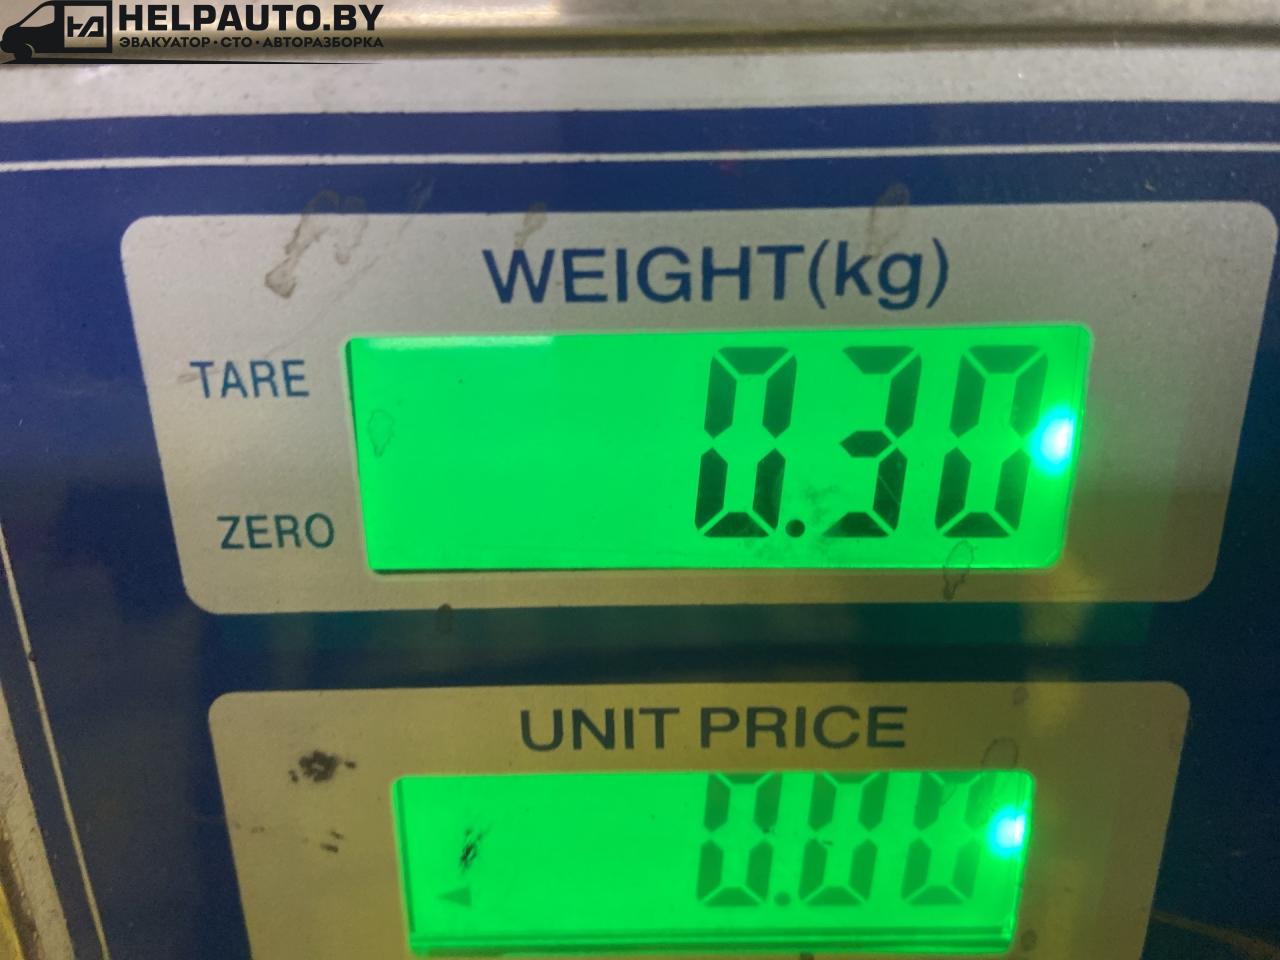 HELPAUTO.BY
ЭВАКУАТОР·СТО·АВТОРАЗБОРКА
WEIGHT(kg)
TARE
0.30
ZERO
UNIT PRICE
0.00